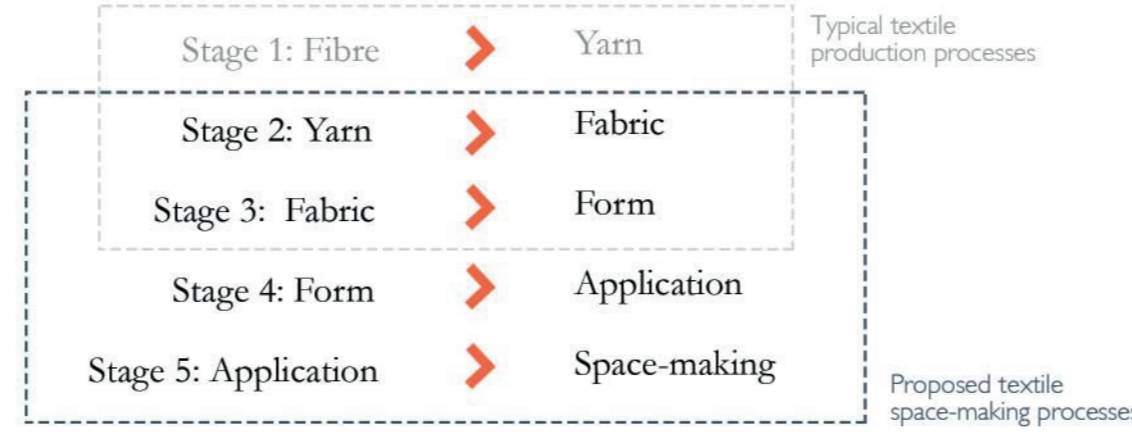 Stage 1: Fibre Yarn
Typical textile
production processes
Stage 2: Yarn Fabric
Stage 3: Fabric Form
Stage 4: Form Application
Stage 5: Application Space-making
Proposed textile
space-making processes